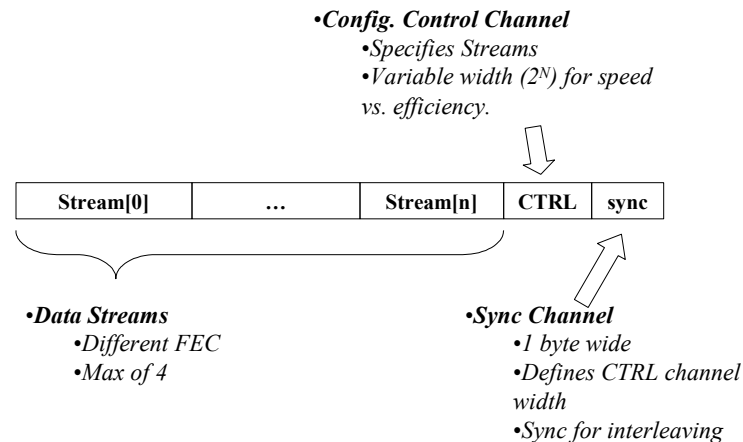 •Config. Control Channel
•Specifies Streams
•Variable width (2ᴺ) for speed
vs. efficiency.
Stream[0] … Stream[n] CTRL sync
•Data Streams
•Different FEC
•Max of 4
•Sync Channel
•1 byte wide
•Defines CTRL channel
width
•Sync for interleaving